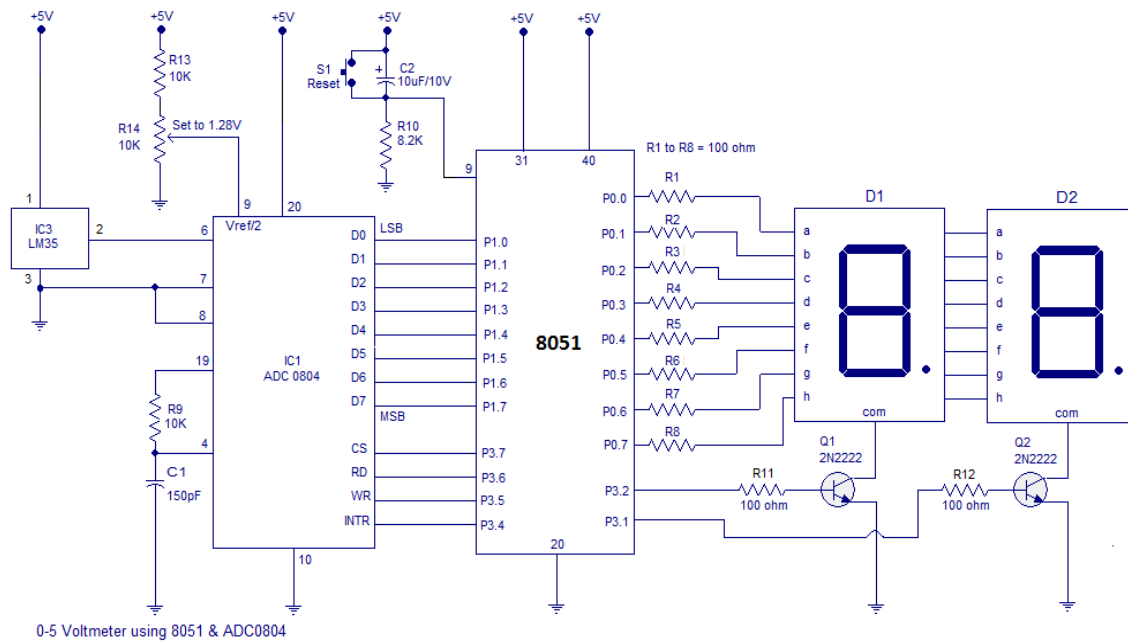 +5V +5V +5V +5V +5V +5V
R13
10K
R14
10K
Set to 1.28V
S1
Reset
+
C2
10uF/10V
R10
8.2K
9
31
40
R1 to R8 = 100 ohm
1
IC3
LM35
2
3
9
20
Vref/2
6
7
8
19
4
R9
10K
C1
150pF
IC1
ADC 0804
10
D0 LSB P1.0
D1 P1.1
D2 P1.2
D3 P1.3
D4 P1.4
D5 P1.5
D6 P1.6
D7 MSB P1.7
CS P3.7
RD P3.6
WR P3.5
INTR P3.4
8051
20
P0.0 R1
P0.1 R2
P0.2 R3
P0.3 R4
P0.4 R5
P0.5 R6
P0.6 R7
P0.7 R8
P3.2
P3.1
R11
100 ohm
R12
100 ohm
D1
a
b
c
d
e
f
g
h
8.
com
D2
a
b
c
d
e
f
g
h
8.
com
Q1
2N2222
Q2
2N2222
0-5 Voltmeter using 8051 & ADC0804